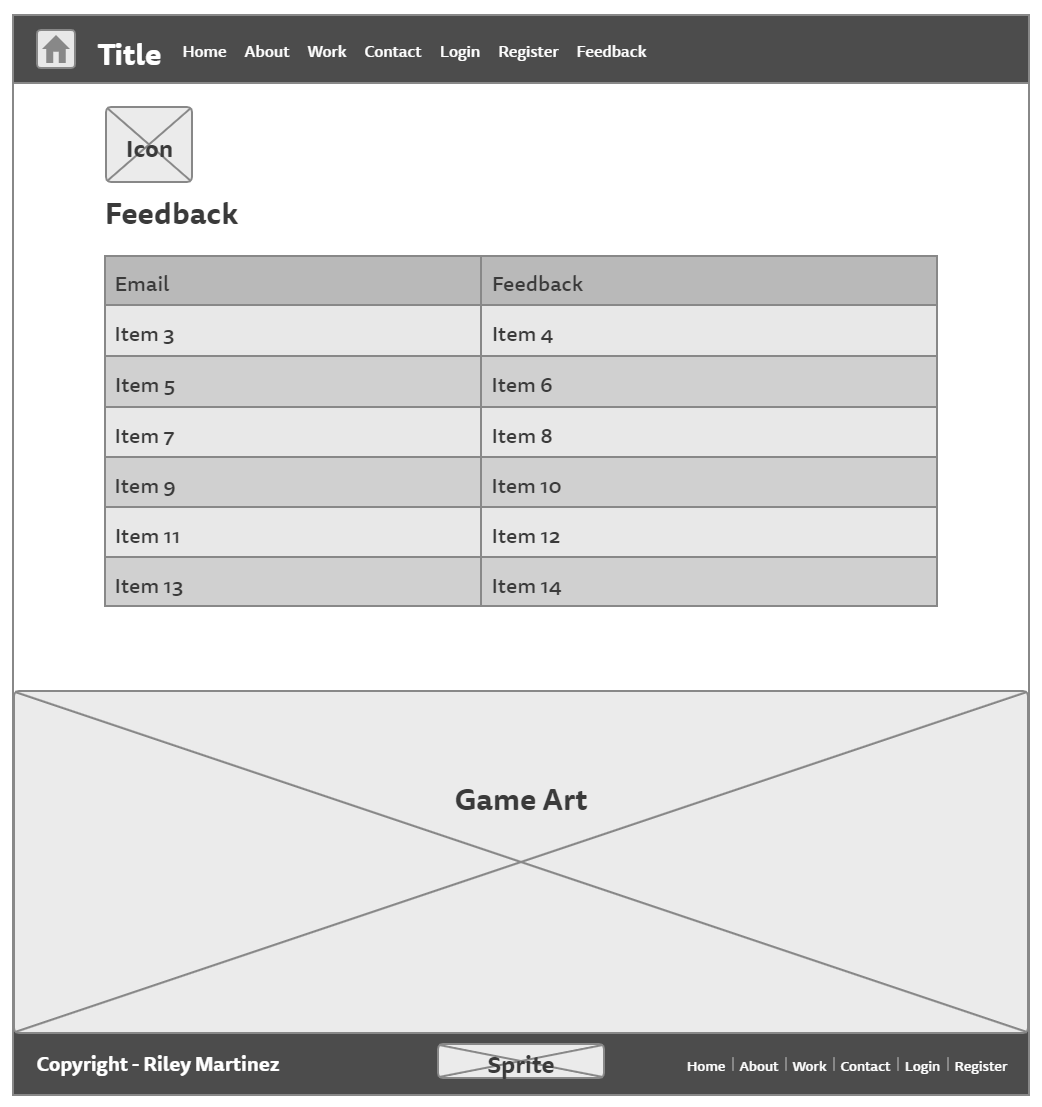 Title Home About Work Contact Login Register Feedback
Icon
Feedback
Email Feedback
Item 3 Item 4
Item 5 Item 6
Item 7 Item 8
Item 9 Item 10
Item 11 Item 12
Item 13 Item 14
Game Art
Copyright - Riley Martinez Sprite Home | About | Work | Contact | Login | Register